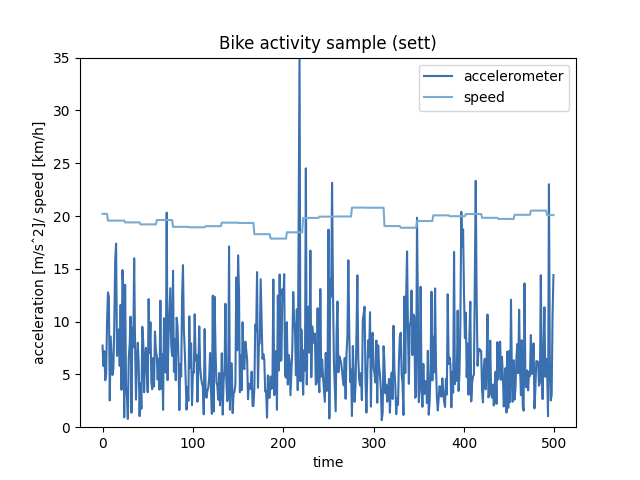 Bike activity sample (sett)
accelerometer
speed
acceleration [m/s^2]/ speed [km/h]
35
30
25
20
15
10
5
0
0 100 200 300 400 500
time